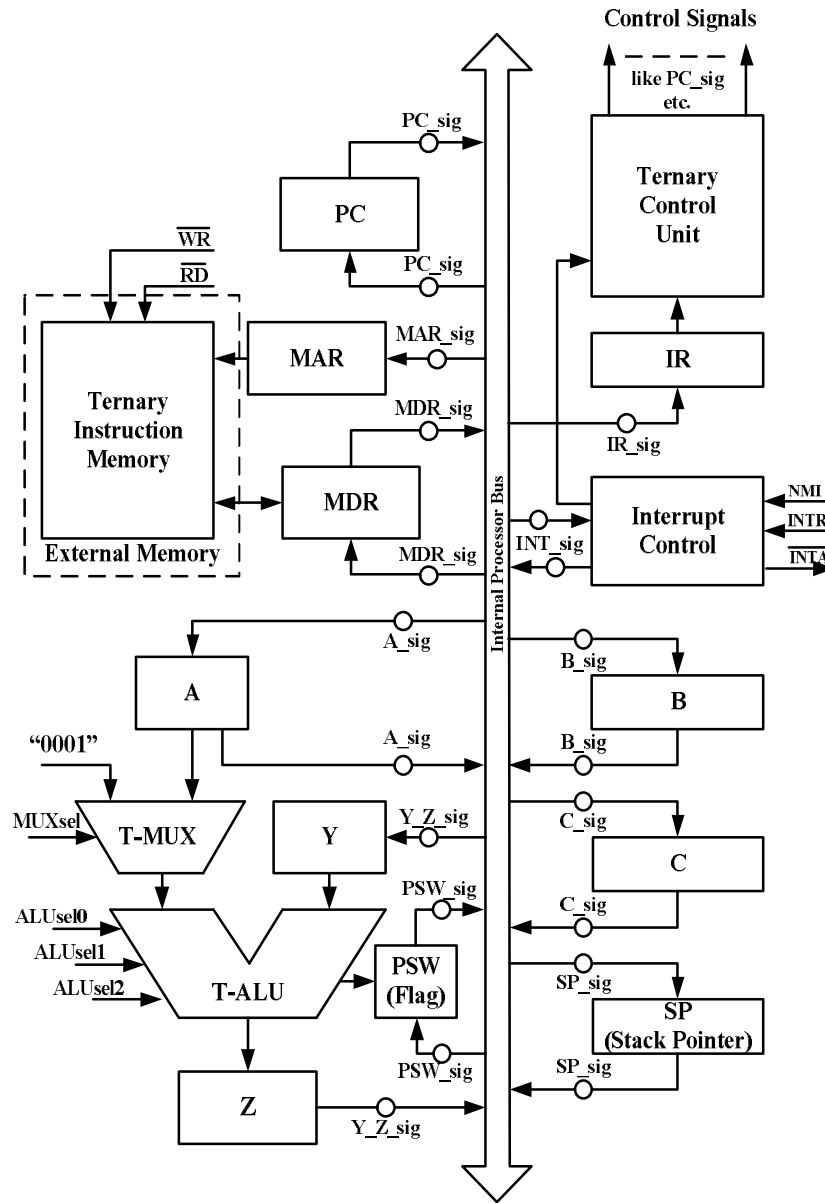 Control Signals
like PC_sig
etc.
PC_sig
PC
PC_sig
Ternary
Control
Unit
WR
RD
MAR_sig
MAR
IR
IR_sig
Ternary
Instruction
Memory
External Memory
MDR_sig
MDR
MDR_sig
Internal Processor Bus
INT_sig
Interrupt
Control
NMI
INTR
INTA
A_sig
A
A_sig
B_sig
B
B_sig
“0001”
MUXsel
T-MUX
Y
Y_Z_sig
C_sig
C
C_sig
ALUsel0
ALUsel1
ALUsel2
T-ALU
PSW_sig
PSW
(Flag)
PSW_sig
SP_sig
SP
(Stack Pointer)
SP_sig
Z
Y_Z_sig